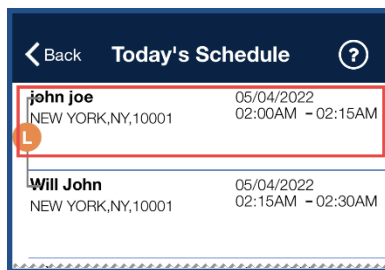 Back Today's Schedule ?
john joe 05/04/2022
NEW YORK,NY,10001 02:00AM - 02:15AM
L
Will John 05/04/2022
NEW YORK,NY,10001 02:15AM - 02:30AM